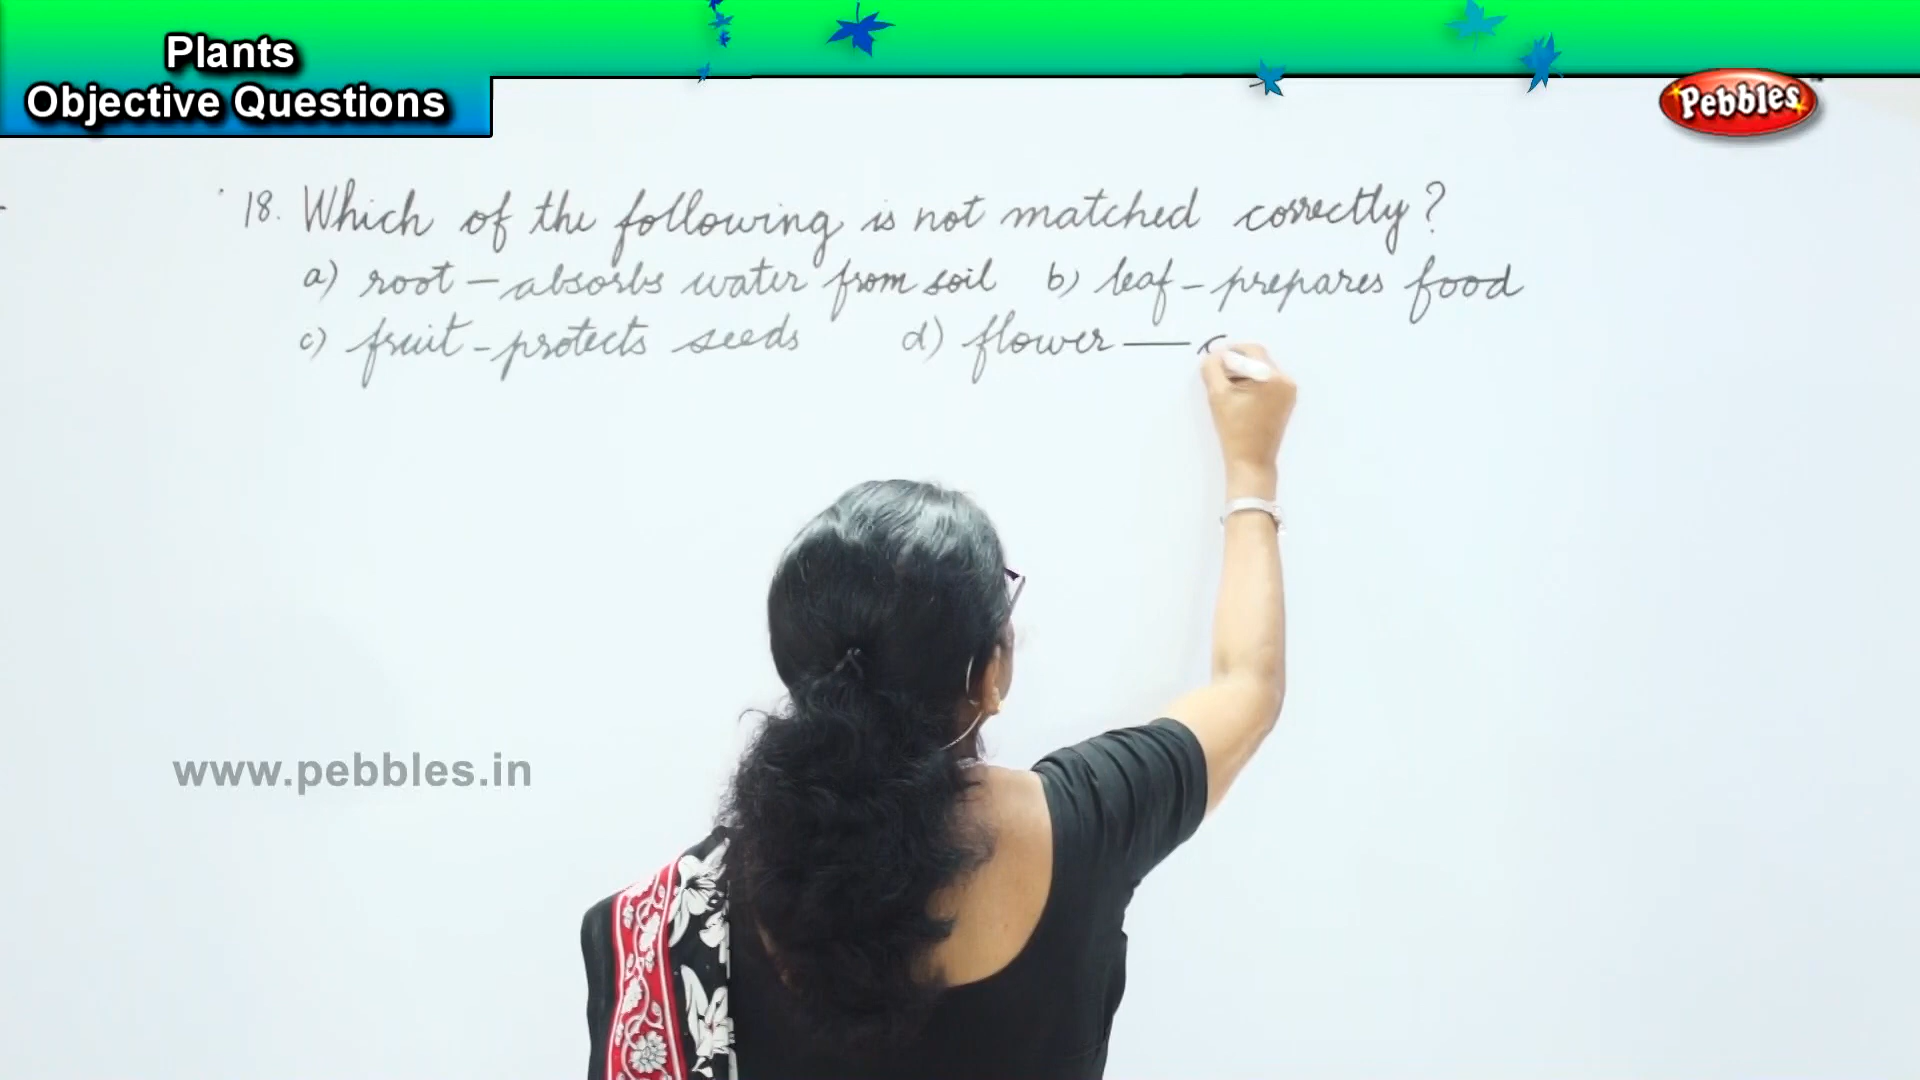 Plants
Objective Questions
Pebbles
18. Which of the following is not matched correctly?
a) root – absorbs water from soil b) leaf – prepares food
c) fruit – protects seeds d) flower —
www.pebbles.in